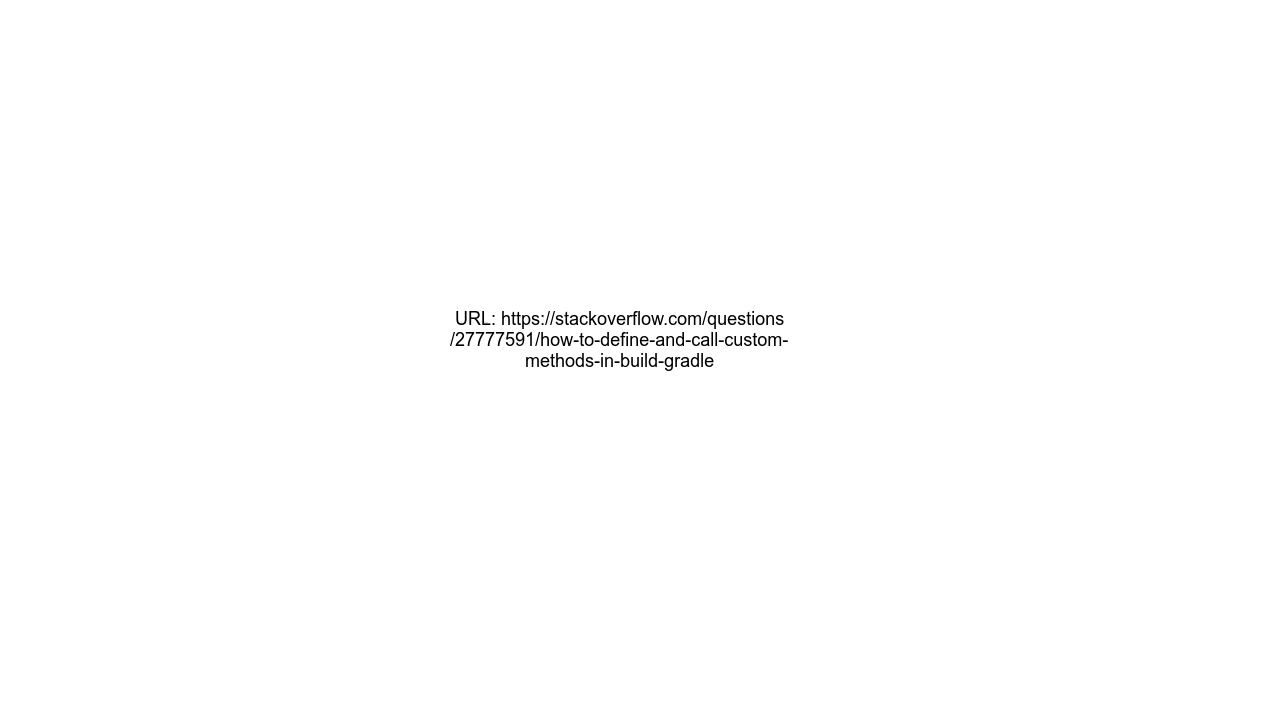 URL: https://stackoverflow.com/questions
/27777591/how-to-define-and-call-custom-
methods-in-build-gradle